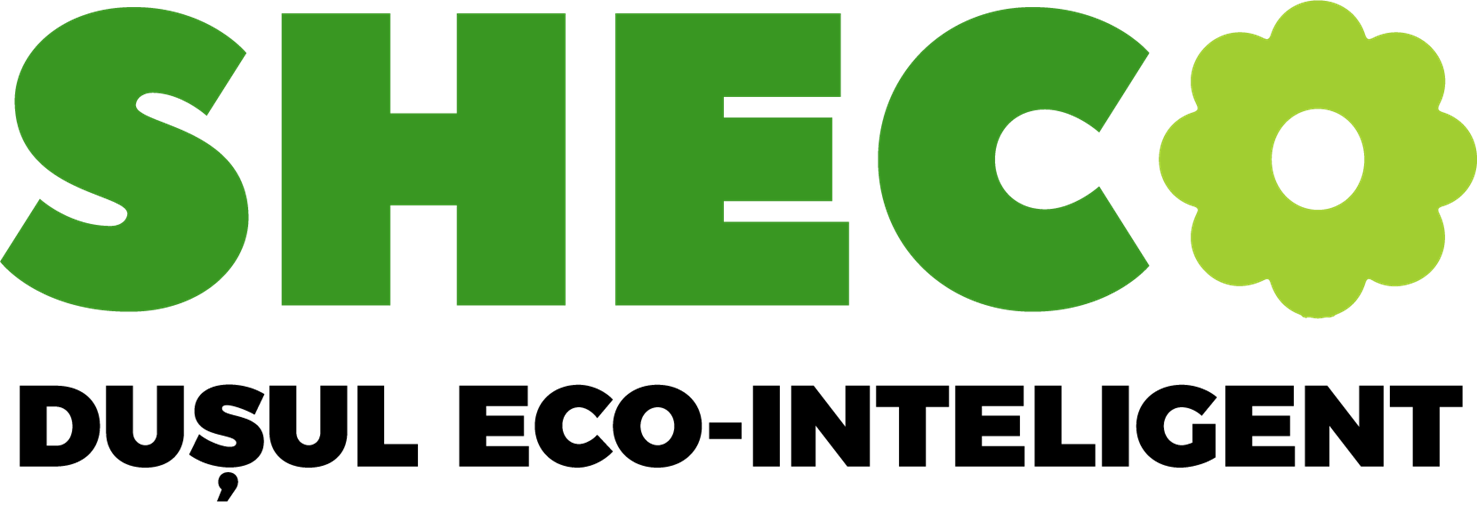 SHECO
DUȘUL ECO-INTELIGENT